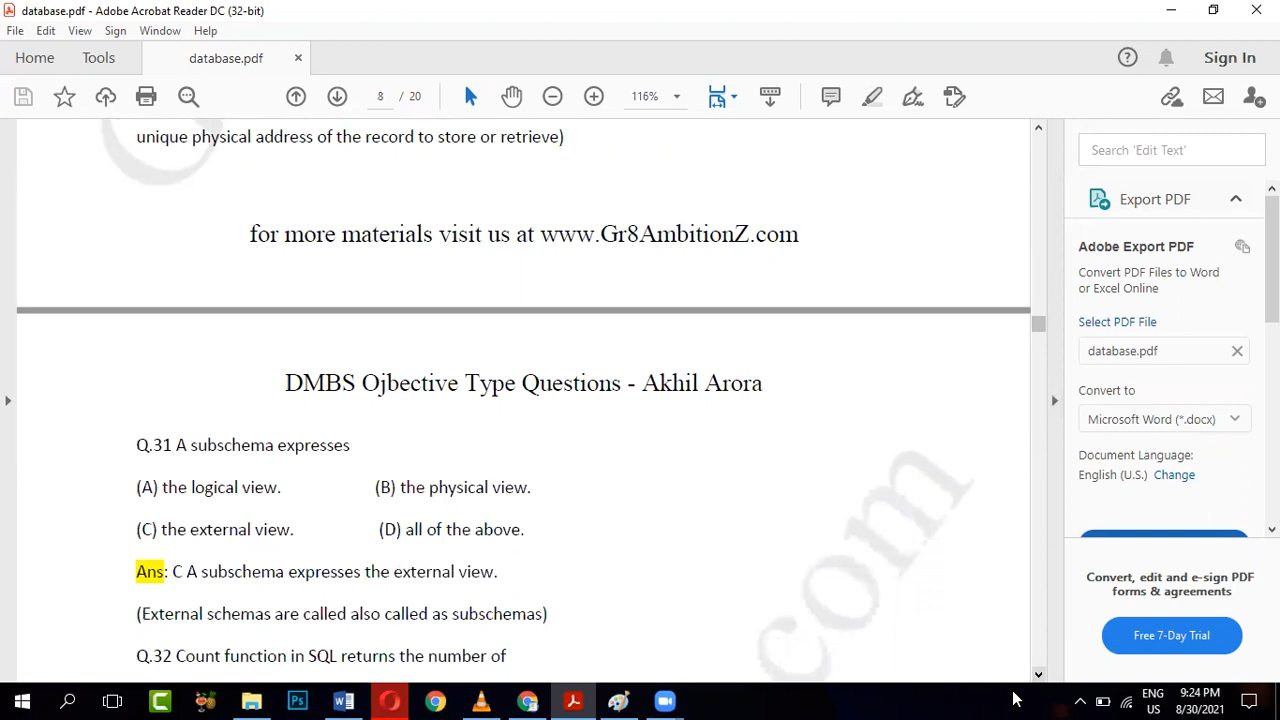 database.pdf - Adobe Acrobat Reader DC (32-bit)
File Edit View Sign Window Help
Home Tools database.pdf × Sign In
8 / 20 116%
unique physical address of the record to store or retrieve)
for more materials visit us at www.Gr8AmbitionZ.com
DMBS Ojbective Type Questions - Akhil Arora
Q.31 A subschema expresses
(A) the logical view. (B) the physical view.
(C) the external view. (D) all of the above.
Ans: C A subschema expresses the external view.
(External schemas are called also called as subschemas)
Q.32 Count function in SQL returns the number of
com
Search 'Edit Text'
Export PDF
Adobe Export PDF
Convert PDF Files to Word
or Excel Online
Select PDF File
database.pdf
Convert to
Microsoft Word (*.docx)
Document Language:
English (U.S.) Change
Convert, edit and e-sign PDF
forms & agreements
Free 7-Day Trial
Ps
ENG
US
9:24 PM
8/30/2021